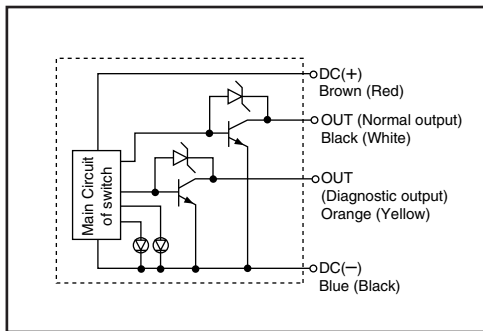 DC(+)
Brown (Red)
OUT (Normal output)
Black (White)
Main Circuit
of switch
OUT
(Diagnostic output)
Orange (Yellow)
DC(−)
Blue (Black)